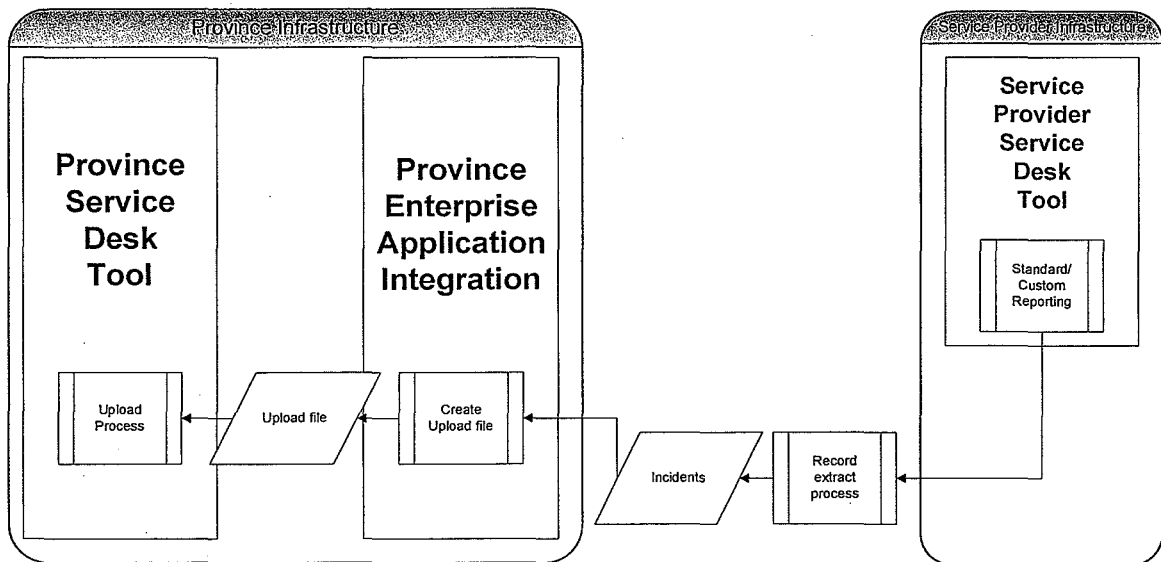 Province Infrastructure
Service Provider Infrastructure
Province
Service
Desk
Tool
Province
Enterprise
Application
Integration
Service
Provider
Service
Desk
Tool
Standard/
Custom
Reporting
Upload
Process
Upload file
Create
Upload file
Incidents
Record
extract
process